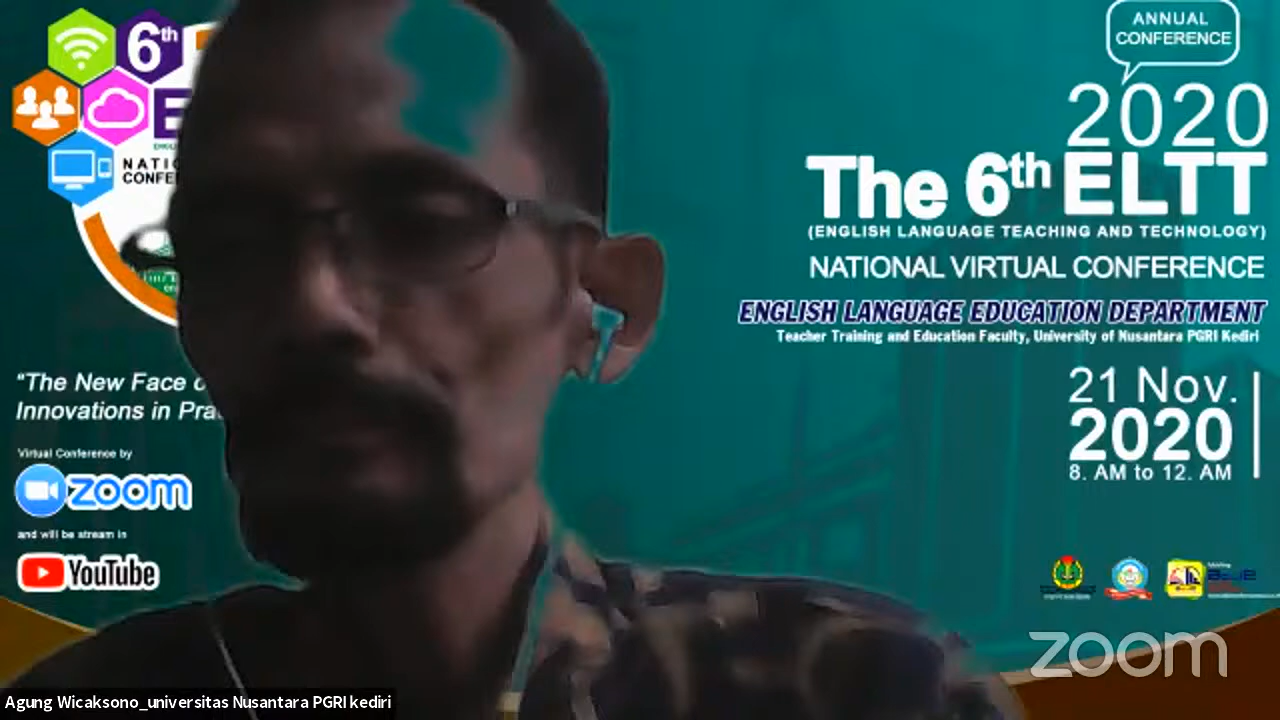 6th
E
NATIO
CONFE
ANNUAL
CONFERENCE
2020
The 6th ELTT
(ENGLISH LANGUAGE TEACHING AND TECHNOLOGY)
NATIONAL VIRTUAL CONFERENCE
ENGLISH LANGUAGE EDUCATION DEPARTMENT
Teacher Training and Education Faculty, University of Nusantara PGRI Kediri
"The New Face o
Innovations in Pra
21 Nov.
2020
8. AM to 12. AM
Virtual Conference by
zoom
and will be stream in
YouTube
zoom
Agung Wicaksono_universitas Nusantara PGRI kediri